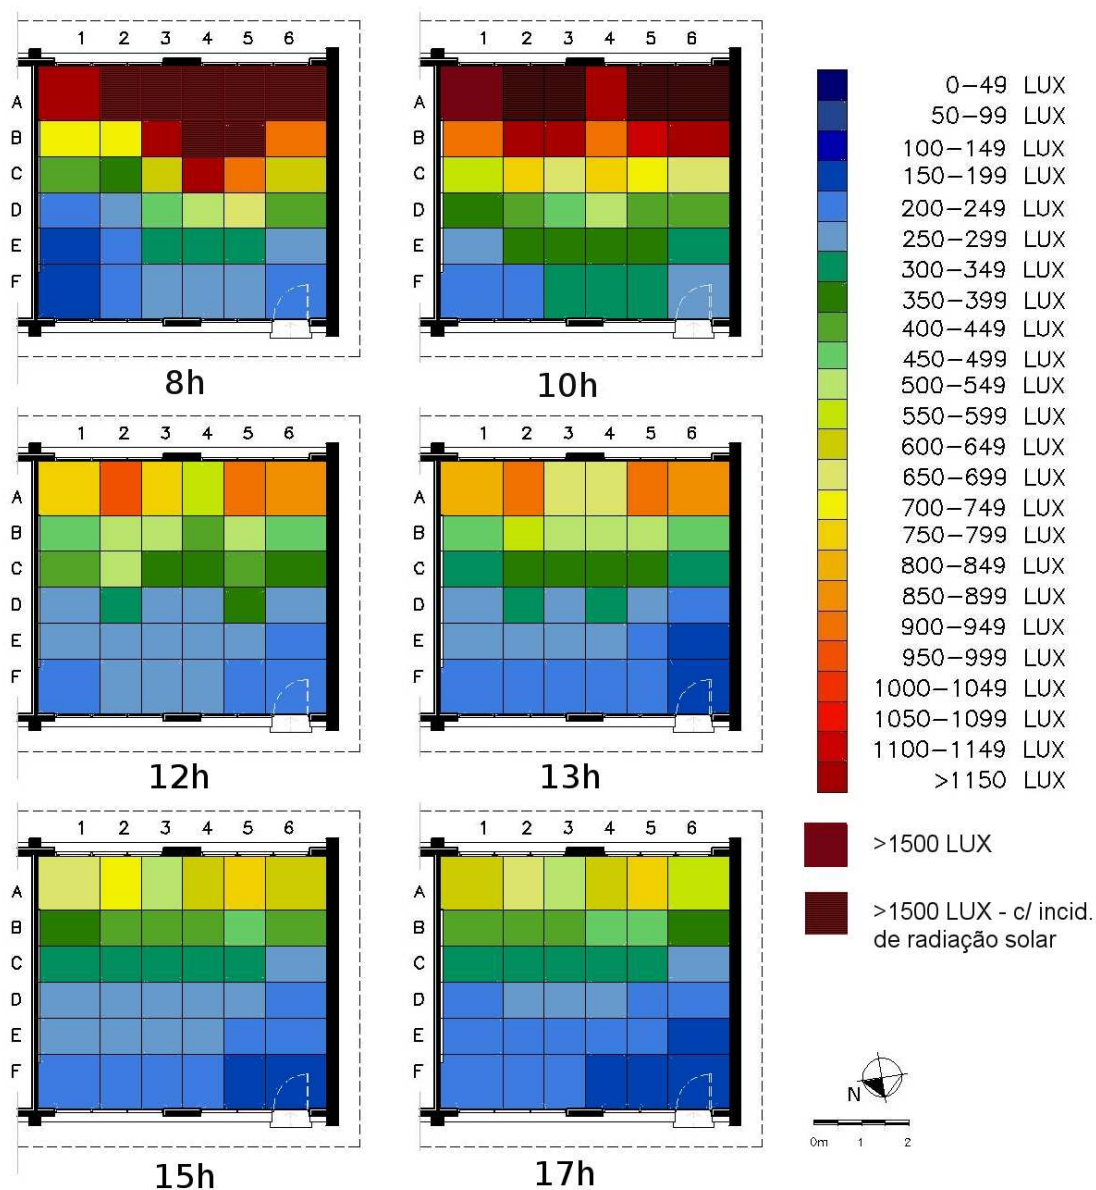 1 2 3 4 5 6
A
B
C
D
E
F
8h
1 2 3 4 5 6
A
B
C
D
E
F
10h
1 2 3 4 5 6
A
B
C
D
E
F
12h
1 2 3 4 5 6
A
B
C
D
E
F
13h
1 2 3 4 5 6
A
B
C
D
E
F
15h
1 2 3 4 5 6
A
B
C
D
E
F
17h
0-49 LUX
50-99 LUX
100-149 LUX
150-199 LUX
200-249 LUX
250-299 LUX
300-349 LUX
350-399 LUX
400-449 LUX
450-499 LUX
500-549 LUX
550-599 LUX
600-649 LUX
650-699 LUX
700-749 LUX
750-799 LUX
800-849 LUX
850-899 LUX
900-949 LUX
950-999 LUX
1000-1049 LUX
1050-1099 LUX
1100-1149 LUX
>1150 LUX
>1500 LUX
>1500 LUX - c/ incid.
de radiação solar
N
0m 1 2